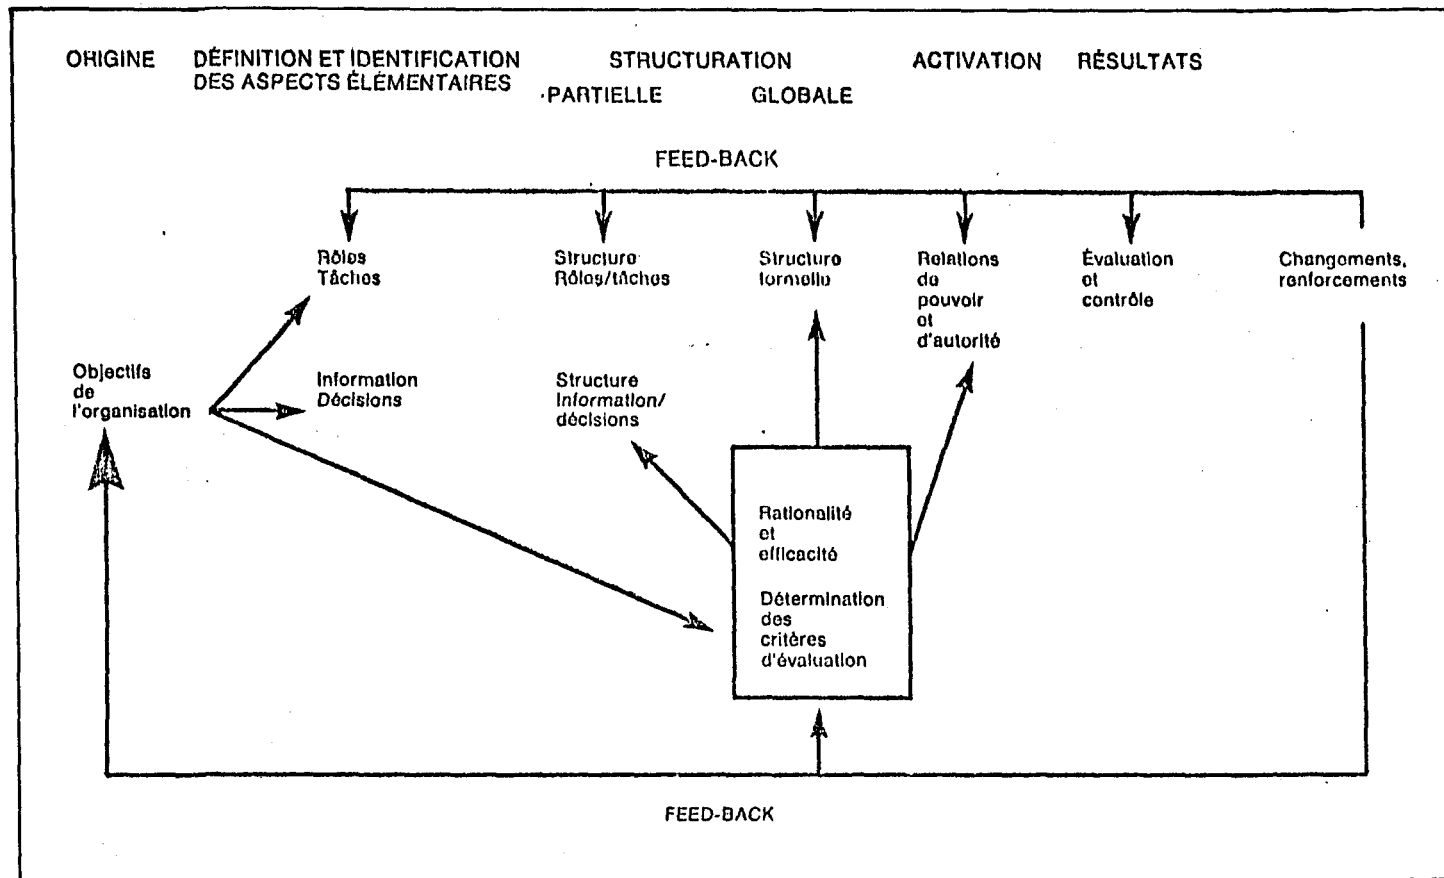 ORIGINE
DÉFINITION ET IDENTIFICATION
DES ASPECTS ÉLÉMENTAIRES
STRUCTURATION
PARTIELLE
GLOBALE
ACTIVATION
RÉSULTATS
FEED-BACK
Rôles
Tâches
Structure
Rôles/tâches
Structure
formelle
Relations
de
pouvoir
et
d'autorité
Évaluation
et
contrôle
Changements,
renforcements
Objectifs
de
l'organisation
Information
Décisions
Structure
Information/
décisions
Rationalité
et
efficacité
Détermination
des
critères
d'évaluation
FEED-BACK